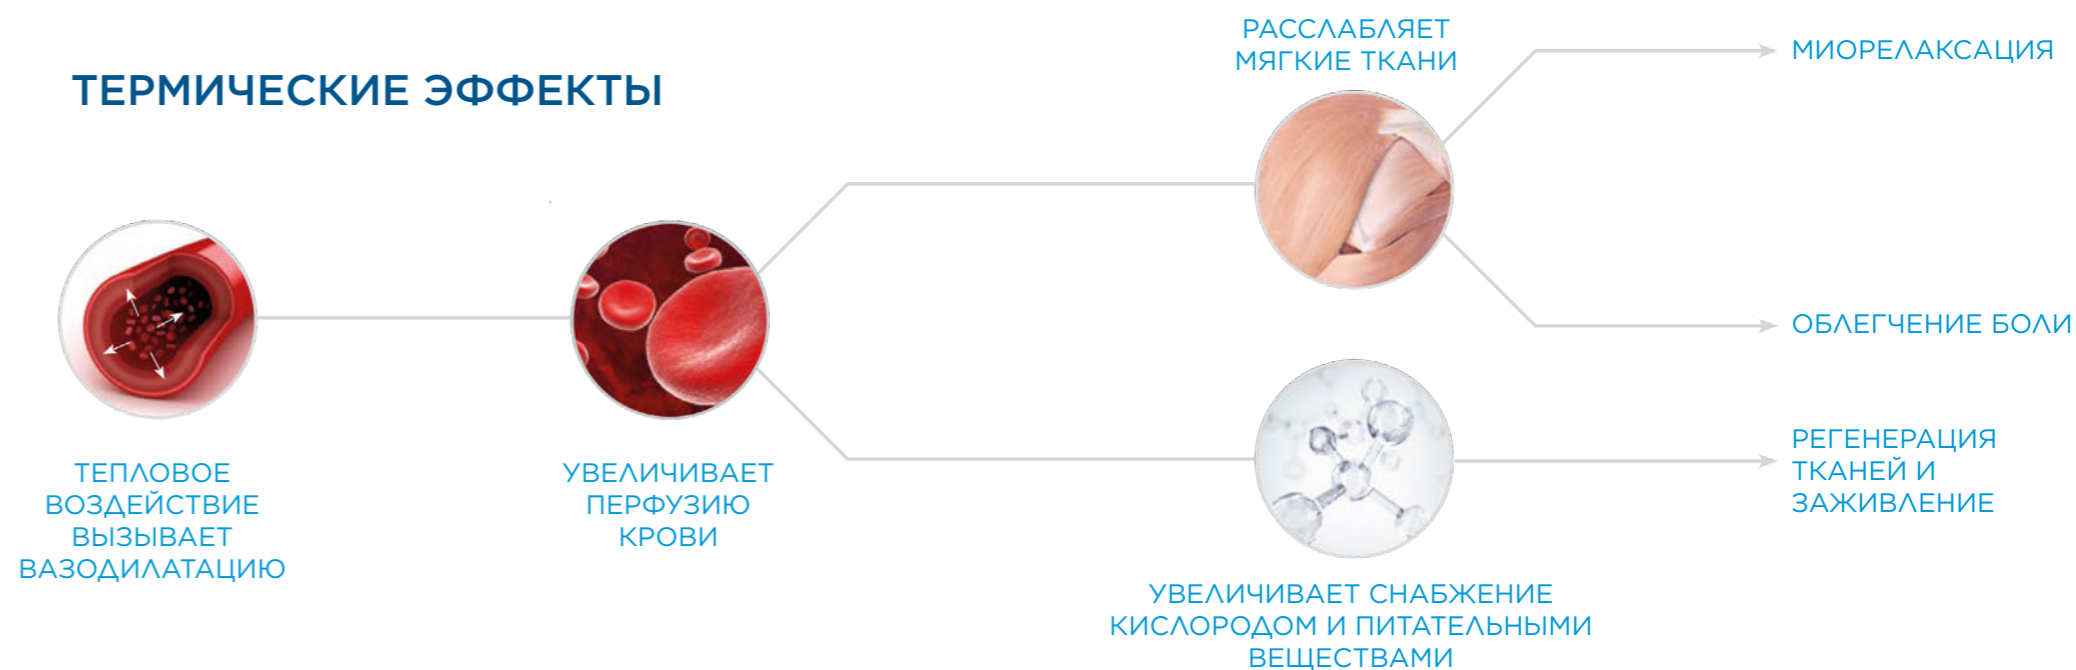 ТЕРМИЧЕСКИЕ ЭФФЕКТЫ
ТЕПЛОВОЕ
ВОЗДЕЙСТВИЕ
ВЫЗЫВАЕТ
ВАЗОДИЛАТАЦИЮ
УВЕЛИЧИВАЕТ
ПЕРФУЗИЮ
КРОВИ
РАССЛАБЛЯЕТ
МЯГКИЕ ТКАНИ
МИОРЕЛАКСАЦИЯ
ОБЛЕГЧЕНИЕ БОЛИ
УВЕЛИЧИВАЕТ СНАБЖЕНИЕ
КИСЛОРОДОМ И ПИТАТЕЛЬНЫМИ
ВЕЩЕСТВАМИ
РЕГЕНЕРАЦИЯ
ТКАНЕЙ И
ЗАЖИВЛЕНИЕ